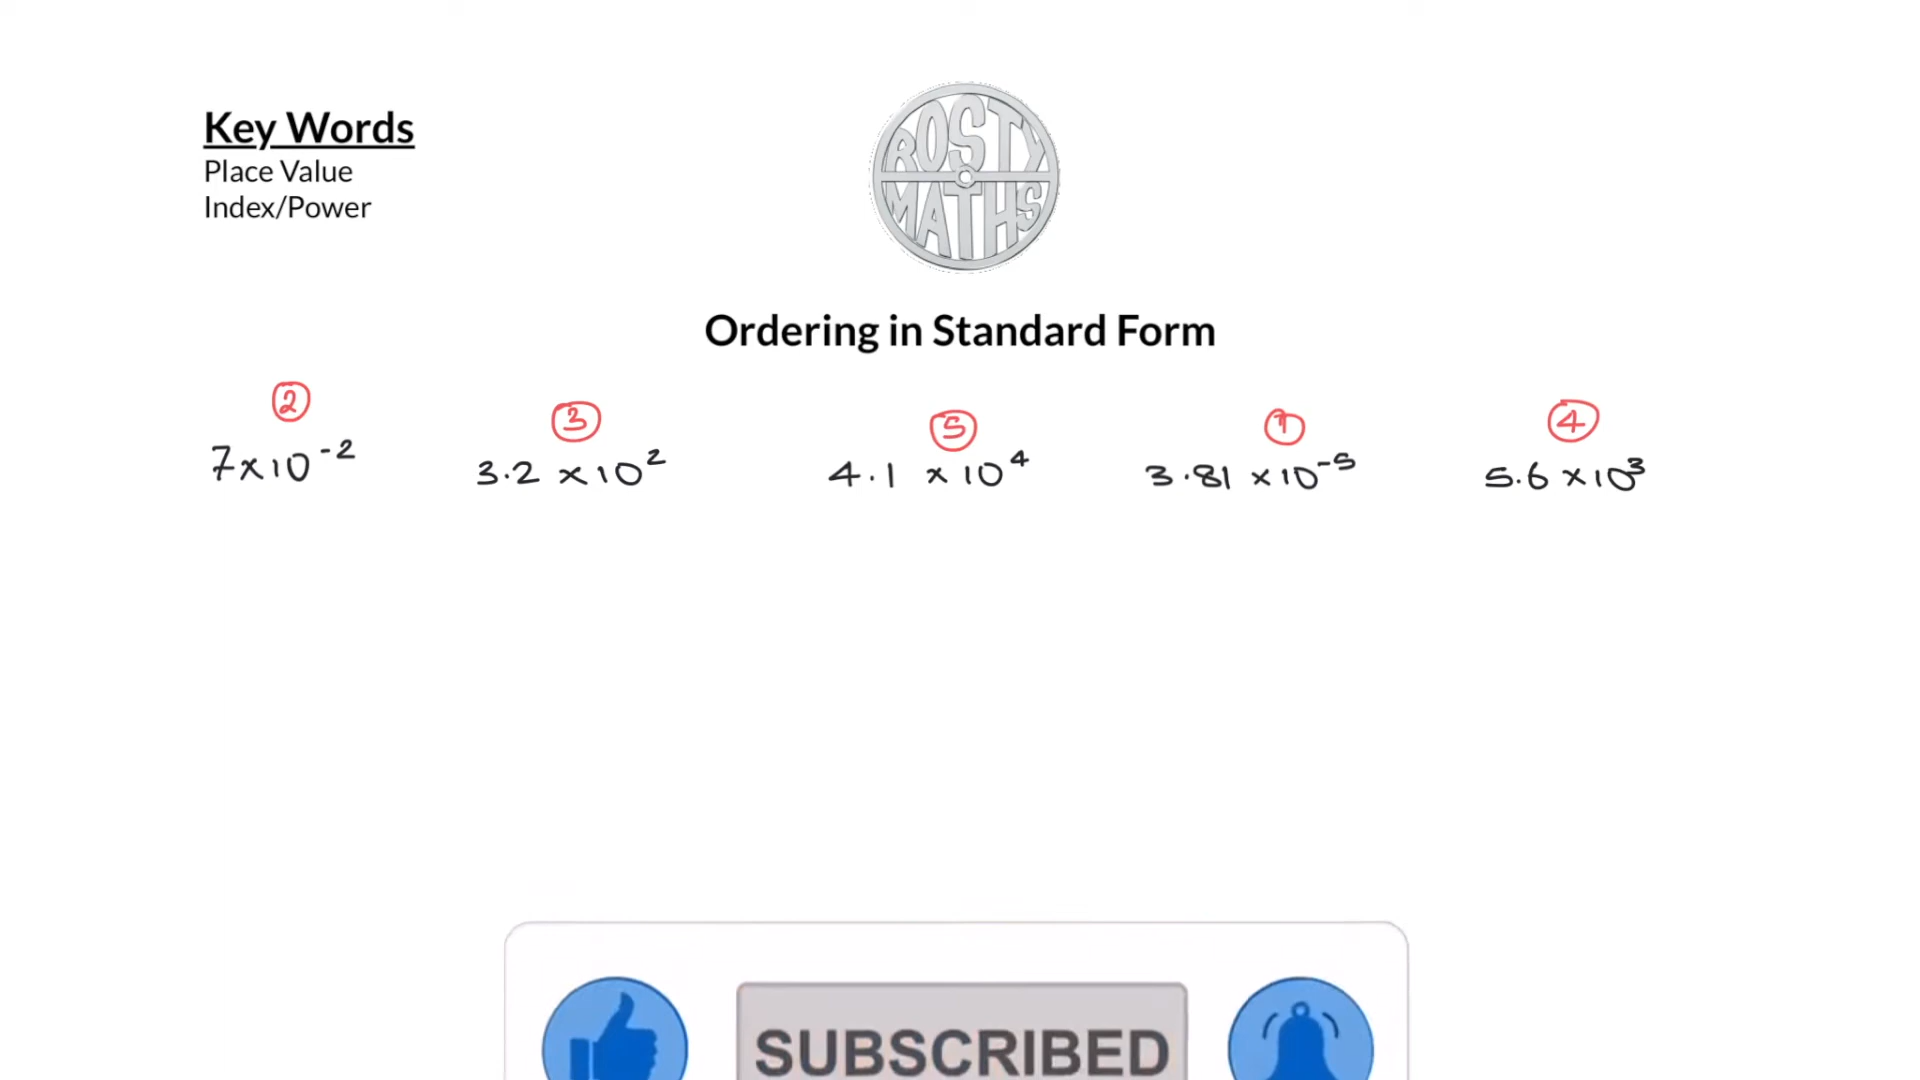 Key Words
Place Value
Index/Power
ROSTY
MATHS
Ordering in Standard Form
② ③ ⑤ ① ④
7×10⁻² 3.2 ×10² 4.1 ×10⁴ 3.81 ×10⁻⁵ 5.6 ×10³
SUBSCRIBED